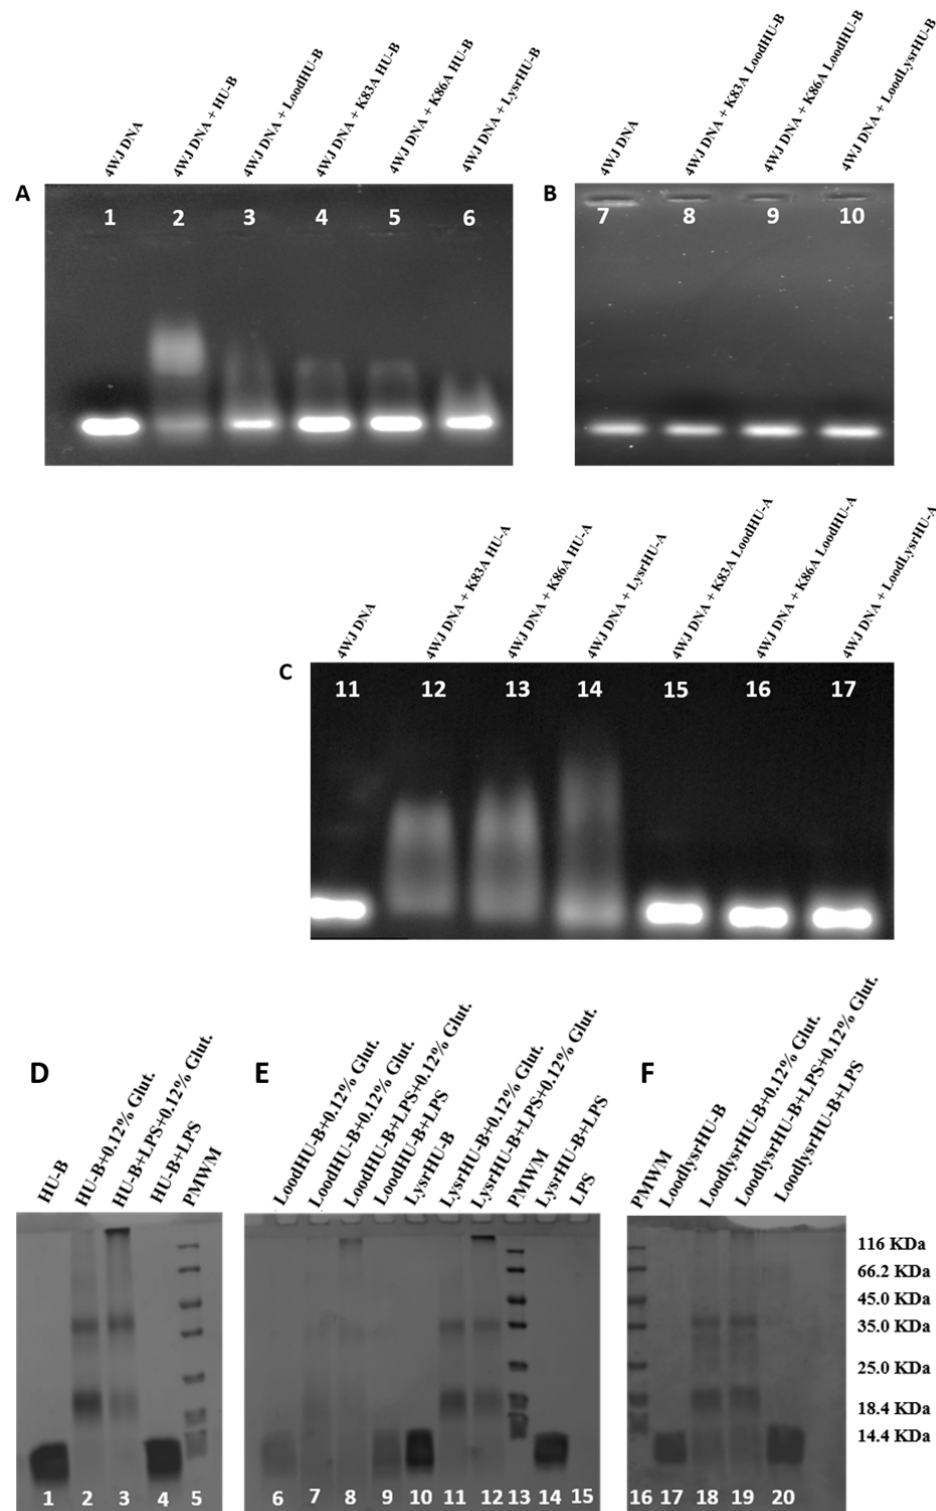 4WJ DNA
4WJ DNA + HU-B
4WJ DNA + LoodHU-B
4WJ DNA + K83A HU-B
4WJ DNA + K86A HU-B
4WJ DNA + LysrHU-B
4WJ DNA
4WJ DNA + K83A LoodHU-B
4WJ DNA + K86A LoodHU-B
4WJ DNA + LoodLysrHU-B
A
1 2 3 4 5 6
B
7 8 9 10
4WJ DNA
4WJ DNA + K83A HU-A
4WJ DNA + K86A HU-A
4WJ DNA + LysrHU-A
4WJ DNA + K83A LoodHU-A
4WJ DNA + K86A LoodHU-A
4WJ DNA + LoodLysrHU-A
C
11 12 13 14 15 16 17
D
HU-B
HU-B+0.12% Glut.
HU-B+LPS+0.12% Glut.
HU-B+LPS
PMWM
1 2 3 4 5
E
LoodHU-B+0.12% Glut.
LoodHU-B+0.12% Glut.
LoodHU-B+LPS+0.12% Glut.
LoodHU-B+LPS
LysrHU-B
LysrHU-B+0.12% Glut.
LysrHU-B+LPS+0.12% Glut.
PMWM
LysrHU-B+LPS
LPS
6 7 8 9 10 11 12 13 14 15
F
PMWM
LoodlysrHU-B
LoodlysrHU-B+0.12% Glut.
LoodlysrHU-B+LPS+0.12% Glut.
LoodlysrHU-B+LPS
16 17 18 19 20
116 KDa
66.2 KDa
45.0 KDa
35.0 KDa
25.0 KDa
18.4 KDa
14.4 KDa